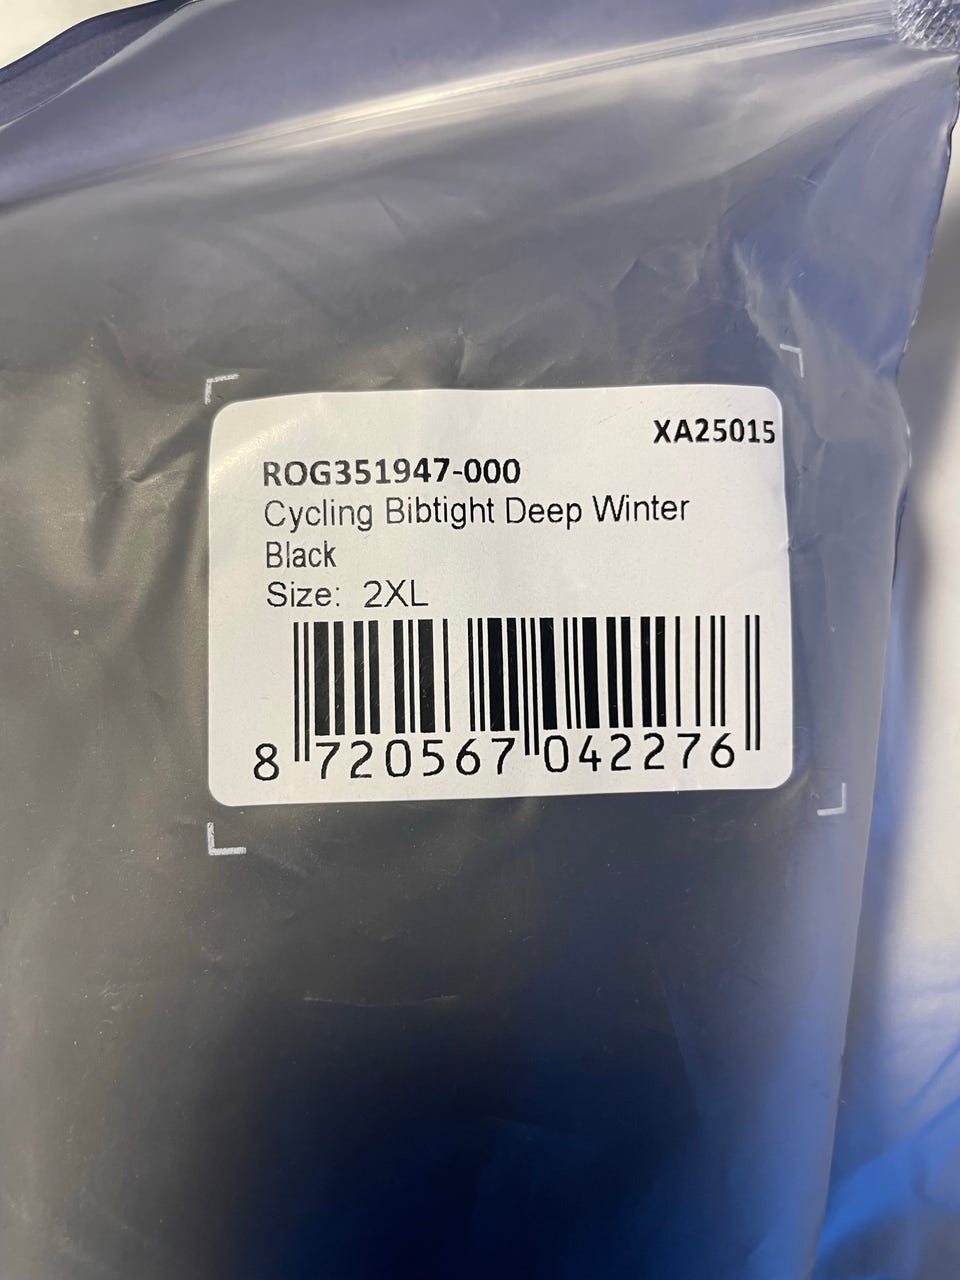 XA25015
ROG351947-000
Cycling Bibtight Deep Winter
Black
Size: 2XL
8 720567 042276